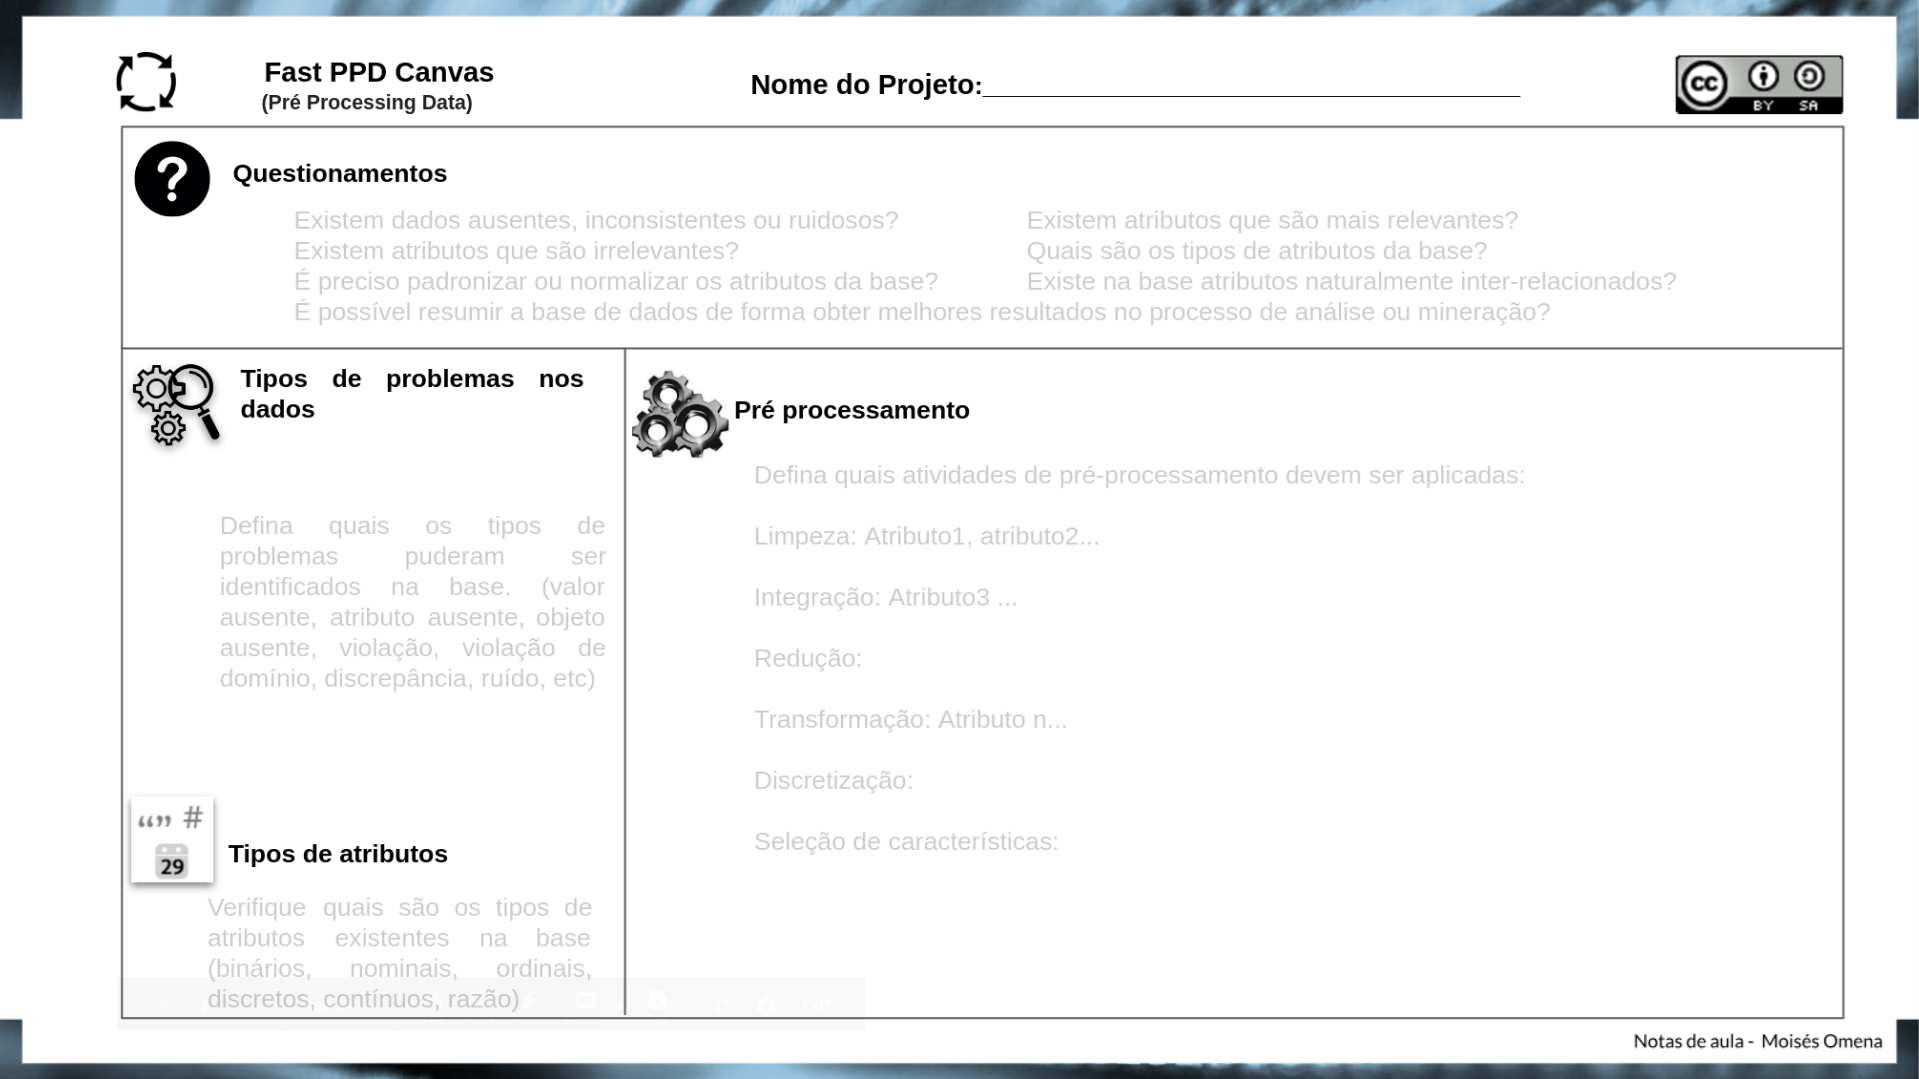 Fast PPD Canvas
(Pré Processing Data)
Nome do Projeto:___________________________________
cc
BY SA
?
Questionamentos
Existem dados ausentes, inconsistentes ou ruidosos?
Existem atributos que são irrelevantes?
É preciso padronizar ou normalizar os atributos da base?
Existem atributos que são mais relevantes?
Quais são os tipos de atributos da base?
Existe na base atributos naturalmente inter-relacionados?
É possível resumir a base de dados de forma obter melhores resultados no processo de análise ou mineração?
Tipos de problemas nos
dados
Defina quais os tipos de
problemas puderam ser
identificados na base. (valor
ausente, atributo ausente, objeto
ausente, violação, violação de
domínio, discrepância, ruído, etc)
“” #
29
Tipos de atributos
Verifique quais são os tipos de
atributos existentes na base
(binários, nominais, ordinais,
discretos, contínuos, razão)
Pré processamento
Defina quais atividades de pré-processamento devem ser aplicadas:
Limpeza: Atributo1, atributo2...
Integração: Atributo3 ...
Redução:
Transformação: Atributo n...
Discretização:
Seleção de características:
Notas de aula - Moisés Omena